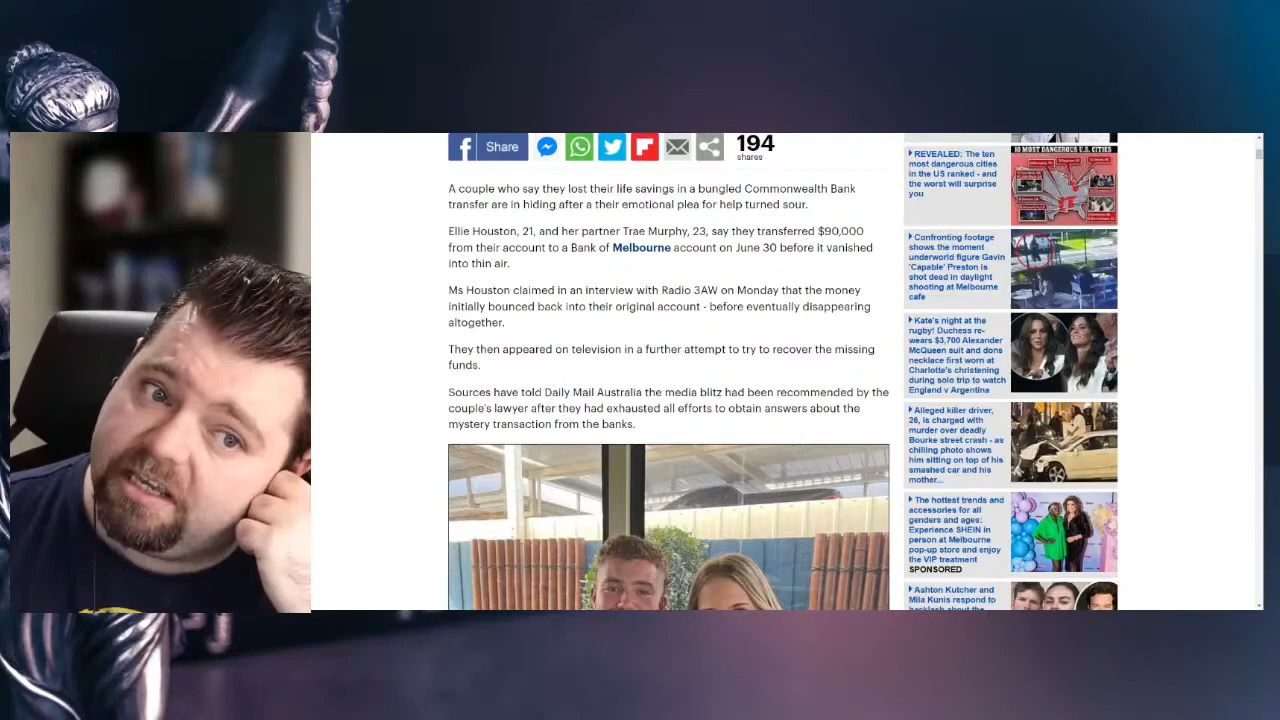 Share
194
shares
A couple who say they lost their life savings in a bungled Commonwealth Bank
transfer are in hiding after a their emotional plea for help turned sour.
Ellie Houston, 21, and her partner Trae Murphy, 23, say they transferred $90,000
from their account to a Bank of Melbourne account on June 30 before it vanished
into thin air.
Ms Houston claimed in an interview with Radio 3AW on Monday that the money
initially bounced back into their original account - before eventually disappearing
altogether.
They then appeared on television in a further attempt to try to recover the missing
funds.
Sources have told Daily Mail Australia the media blitz had been recommended by the
couple's lawyer after they had exhausted all efforts to obtain answers about the
mystery transaction from the banks.
REVEALED: The ten
most dangerous cities
in the US ranked - and
the worst will surprise
you
10 MOST DANGEROUS U.S. CITIES
Confronting footage
shows the moment
underworld figure Gavin
'Capable' Preston is
shot dead in daylight
shooting at Melbourne
cafe
Kate's night at the
rugby! Duchess re-
wears $3,700 Alexander
McQueen suit and dons
necklace first worn at
Charlotte's christening
during solo trip to watch
England v Argentina
Alleged killer driver,
26, is charged with
murder over deadly
Bourke street crash - as
chilling photo shows
him sitting on top of his
smashed car and his
mother...
The hottest trends and
accessories for all
genders and ages:
Experience SHEIN in
person at Melbourne
pop-up store and enjoy
the VIP treatment
SPONSORED
Ashton Kutcher and
Mila Kunis respond to
backlash about the